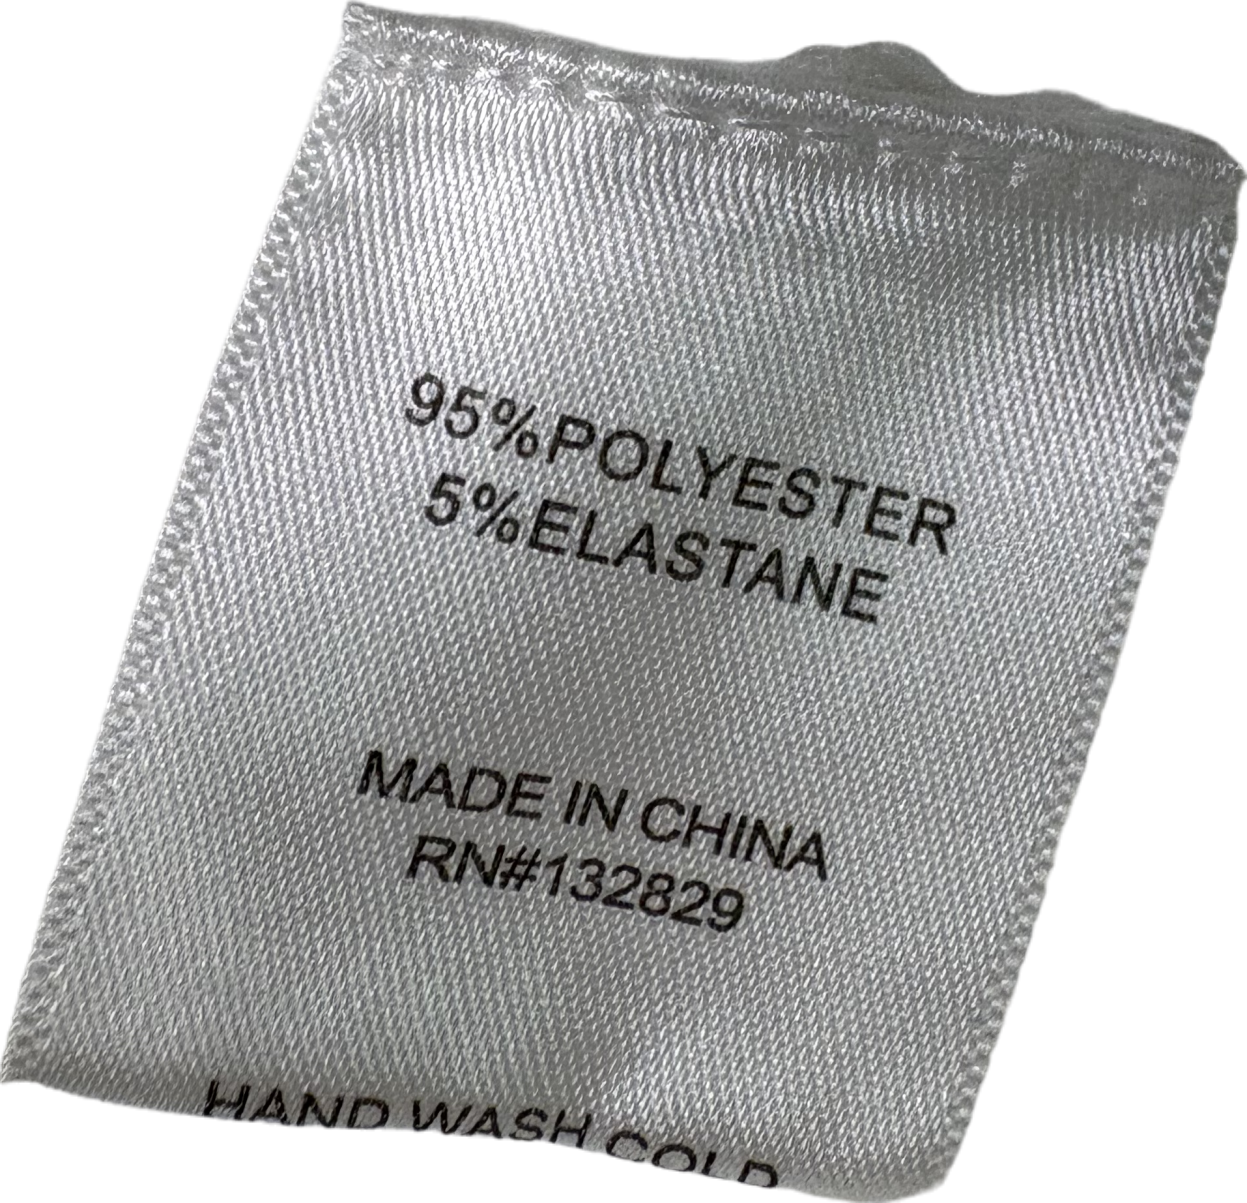 95%POLYESTER
5%ELASTANE
MADE IN CHINA
RN#132829
HAND WASH COLD